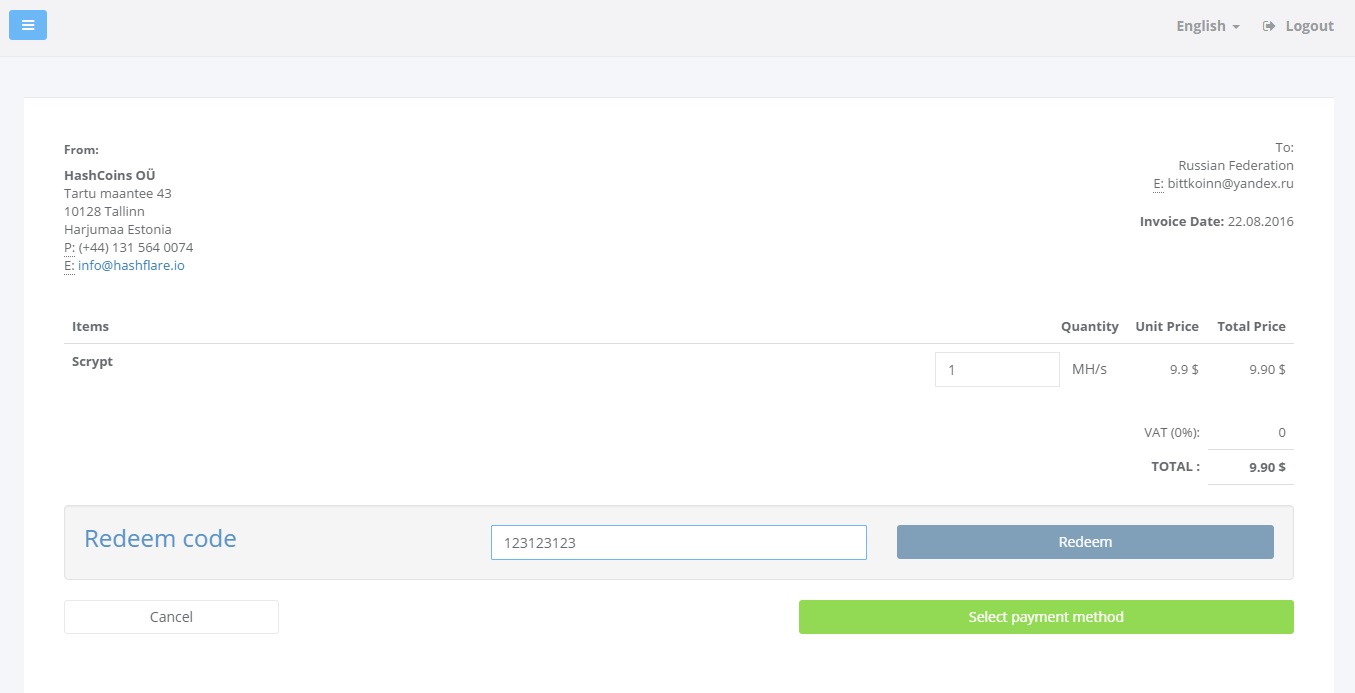 English
Logout
From:
HashCoins OÜ
Tartu maantee 43
10128 Tallinn
Harjumaa Estonia
P: (+44) 131 564 0074
E: info@hashflare.io
To:
Russian Federation
E: bittkoinn@yandex.ru
Invoice Date: 22.08.2016
Items Quantity Unit Price Total Price
Scrypt 1 MH/s 9.9 $ 9.90 $
VAT (0%): 0
TOTAL : 9.90 $
Redeem code 123123123 Redeem
Cancel Select payment method